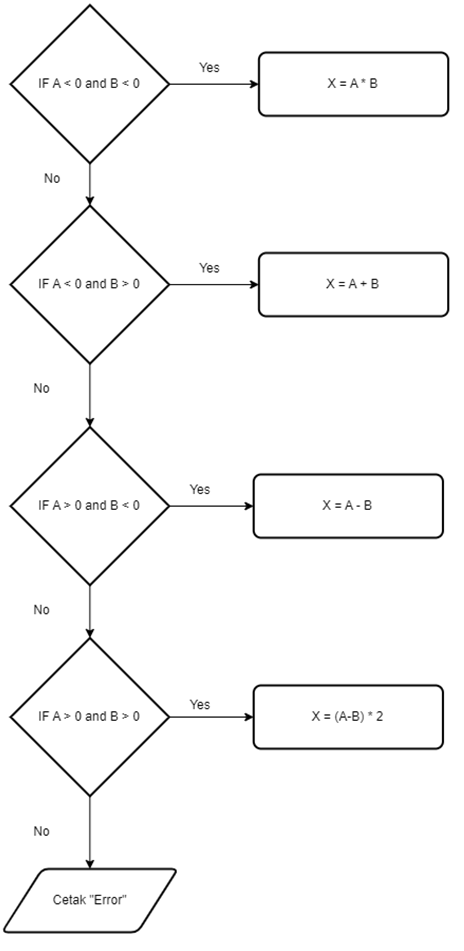 IF A < 0 and B < 0
Yes
X = A * B
No
IF A < 0 and B > 0
Yes
X = A + B
No
IF A > 0 and B < 0
Yes
X = A - B
No
IF A > 0 and B > 0
Yes
X = (A-B) * 2
No
Cetak "Error"